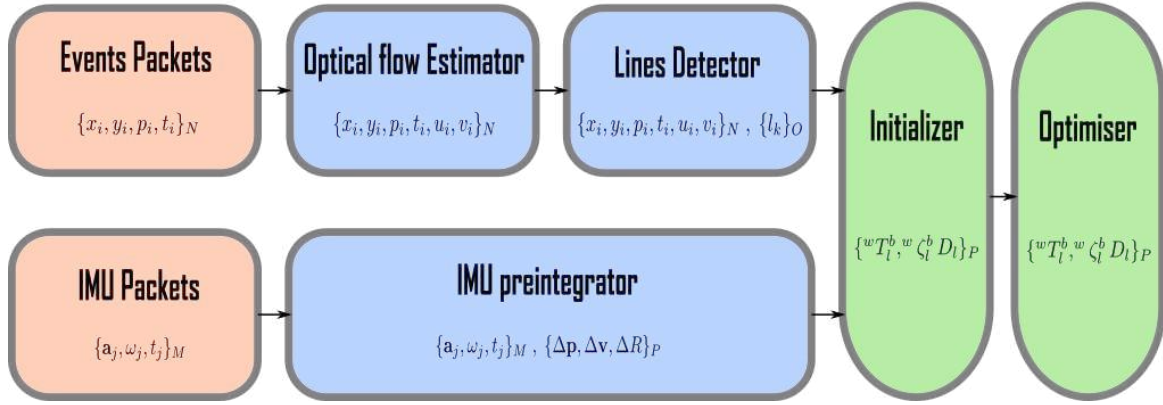 Events Packets
{x_i, y_i, p_i, t_i}_N
Optical flow Estimator
{x_i, y_i, p_i, t_i, u_i, v_i}_N
Lines Detector
{x_i, y_i, p_i, t_i, u_i, v_i}_N , {l_k}_O
Initializer
{^wT_l^b,^w ζ_l^b D_l}_P
Optimiser
{^wT_l^b,^w ζ_l^b D_l}_P
IMU Packets
{a_j, ω_j, t_j}_M
IMU preintegrator
{a_j, ω_j, t_j}_M , {Δp, Δv, ΔR}_P